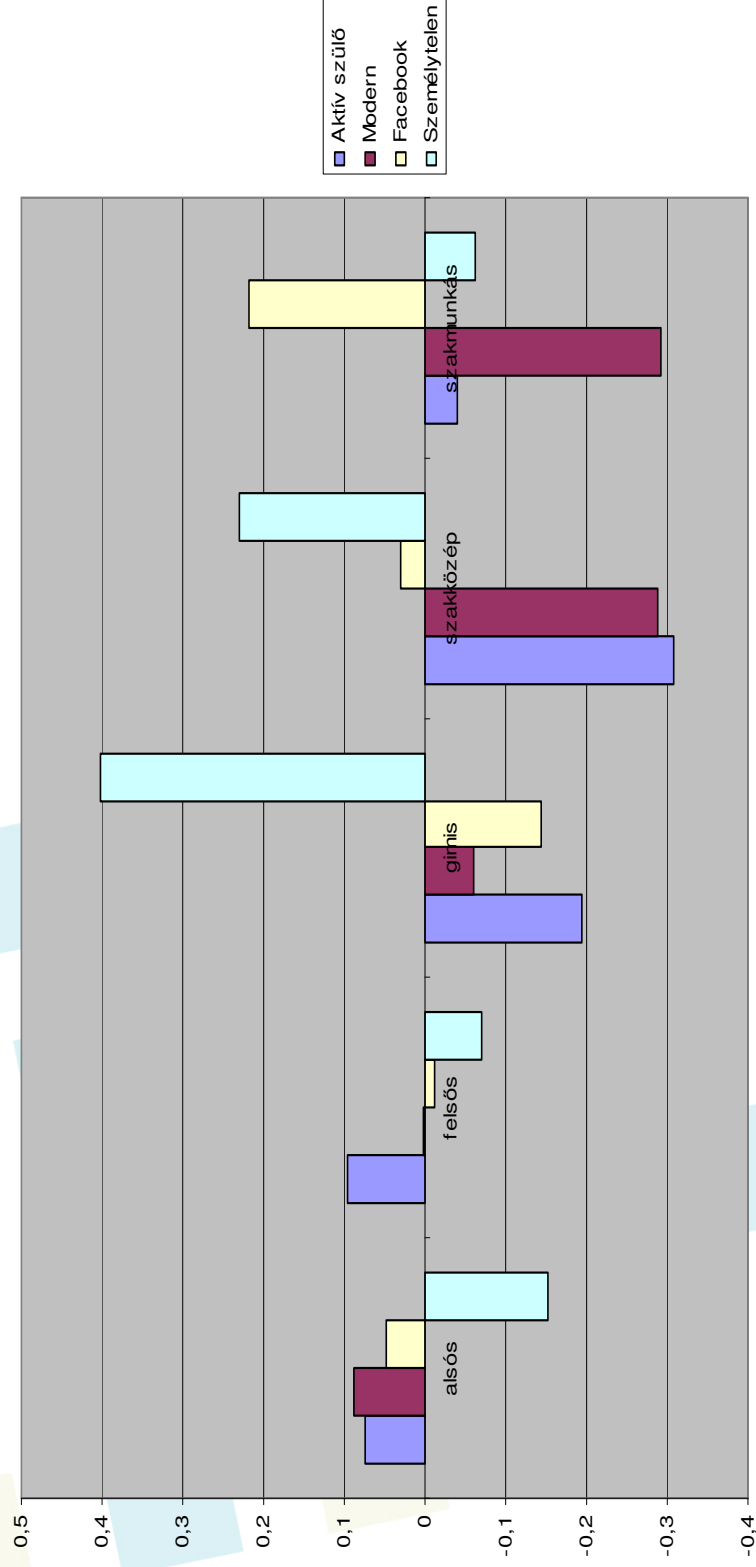 0,5
0,4
0,3
0,2
0,1
0
-0,1
-0,2
-0,3
-0,4
alsós
felsős
gimis
szakközép
szakmunkás
Aktív szülő
Modern
Facebook
Személytelen